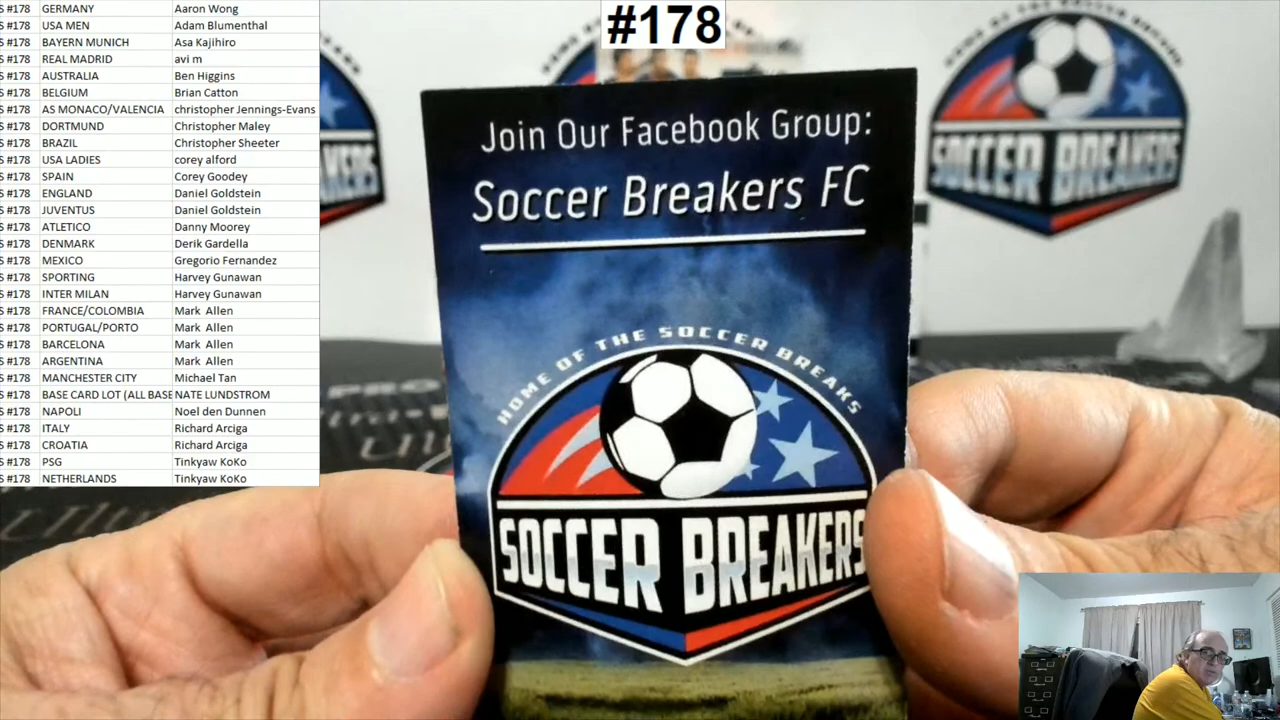 #178
S #178 GERMANY Aaron Wong
S #178 USA MEN Adam Blumenthal
S #178 BAYERN MUNICH Asa Kajihiro
S #178 REAL MADRID avi m
S #178 AUSTRALIA Ben Higgins
S #178 BELGIUM Brian Catton
S #178 AS MONACO/VALENCIA christopher Jennings-Evans
S #178 DORTMUND Christopher Maley
S #178 BRAZIL Christopher Sheeter
S #178 USA LADIES corey alford
S #178 SPAIN Corey Goodey
S #178 ENGLAND Daniel Goldstein
S #178 JUVENTUS Daniel Goldstein
S #178 ATLETICO Danny Moorey
S #178 DENMARK Derik Gardella
S #178 MEXICO Gregorio Fernandez
S #178 SPORTING Harvey Gunawan
S #178 INTER MILAN Harvey Gunawan
S #178 FRANCE/COLOMBIA Mark Allen
S #178 PORTUGAL/PORTO Mark Allen
S #178 BARCELONA Mark Allen
S #178 ARGENTINA Mark Allen
S #178 MANCHESTER CITY Michael Tan
S #178 BASE CARD LOT (ALL BASE NATE LUNDSTROM
S #178 NAPOLI Noel den Dunnen
S #178 ITALY Richard Arciga
S #178 CROATIA Richard Arciga
S #178 PSG Tinkyaw KoKo
S #178 NETHERLANDS Tinkyaw KoKo
Join Our Facebook Group:
Soccer Breakers FC
HOME OF THE SOCCER BREAKS
SOCCER BREAKERS
SOCCER BREAKERS